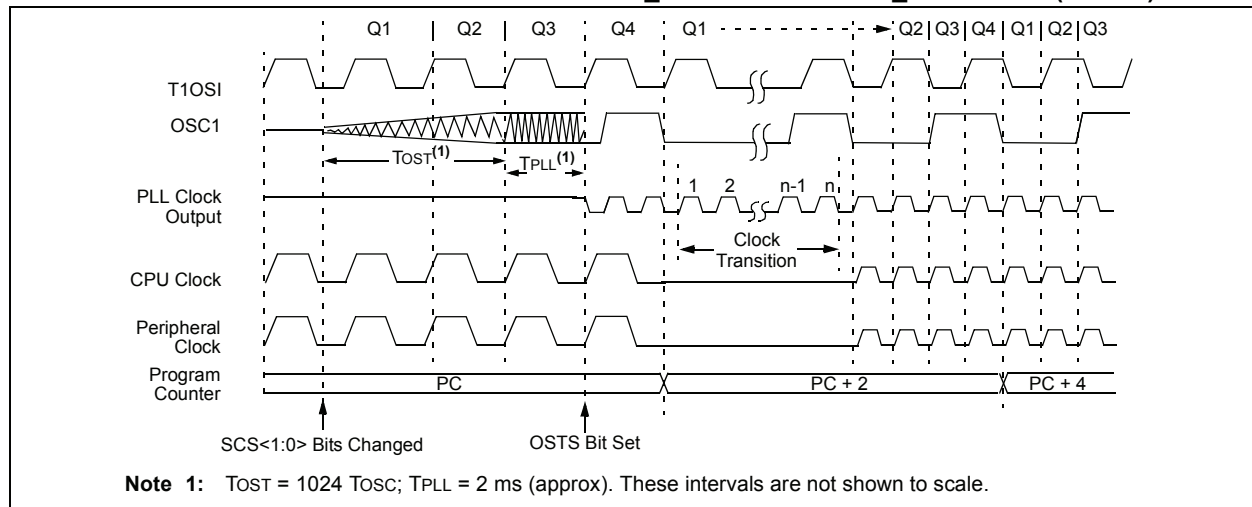 Q1 Q2 Q3 Q4 Q1 Q2 Q3 Q4 Q1 Q2 Q3
T1OSI
OSC1
TOST(1)
TPLL(1)
1 2 n-1 n
PLL Clock
Output
Clock
Transition
CPU Clock
Peripheral
Clock
Program
Counter
PC PC + 2 PC + 4
SCS<1:0> Bits Changed OSTS Bit Set
Note 1: TOST = 1024 TOSC; TPLL = 2 ms (approx). These intervals are not shown to scale.